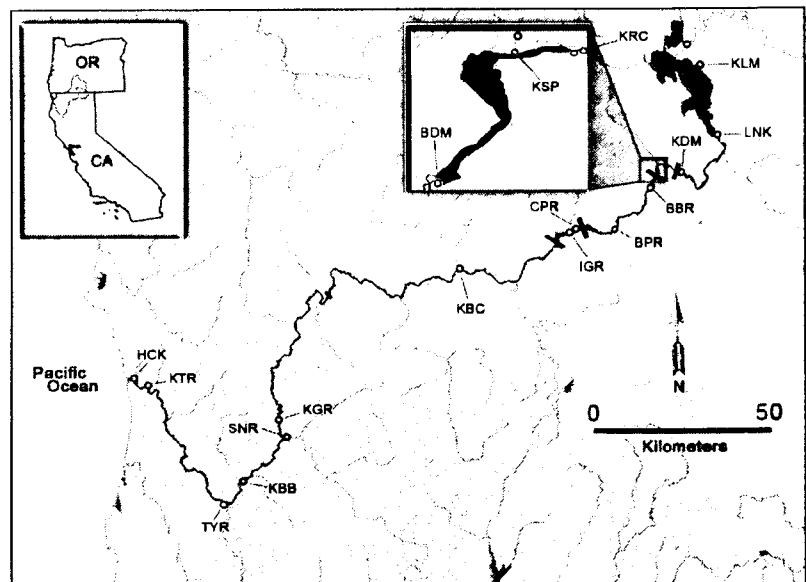 OR
CA
KRC
KSP
BDM
KLM
LNK
KDM
BBR
CPR
BPR
IGR
KBC
HCK
KTR
Pacific
Ocean
KGR
SNR
KBB
TYR
N
0 50
Kilometers